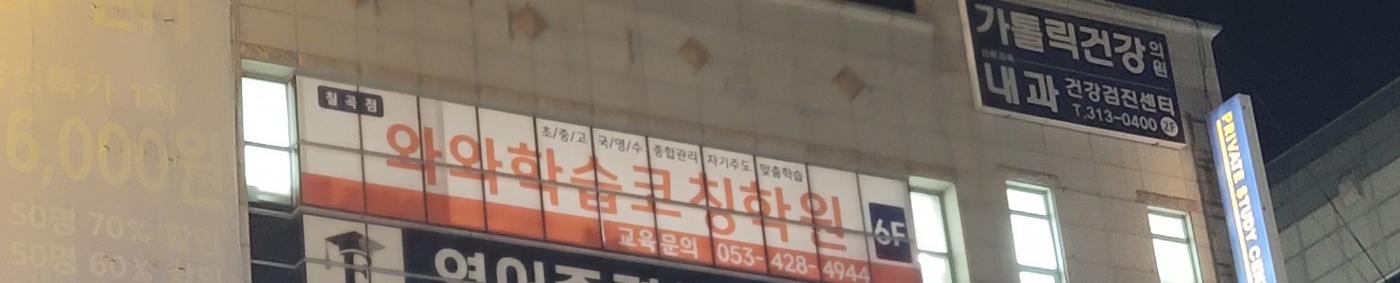 6,000원
50명 70%
50명 60%
칠곡점
초/중/고 국/영/수 종합관리 자기주도 맞춤학습
와와학습코칭학원
6F
교육문의 053-428-4944
가톨릭건강의원
내과 건강검진센터
T.313-0400 2F
PRIVATE STUDY